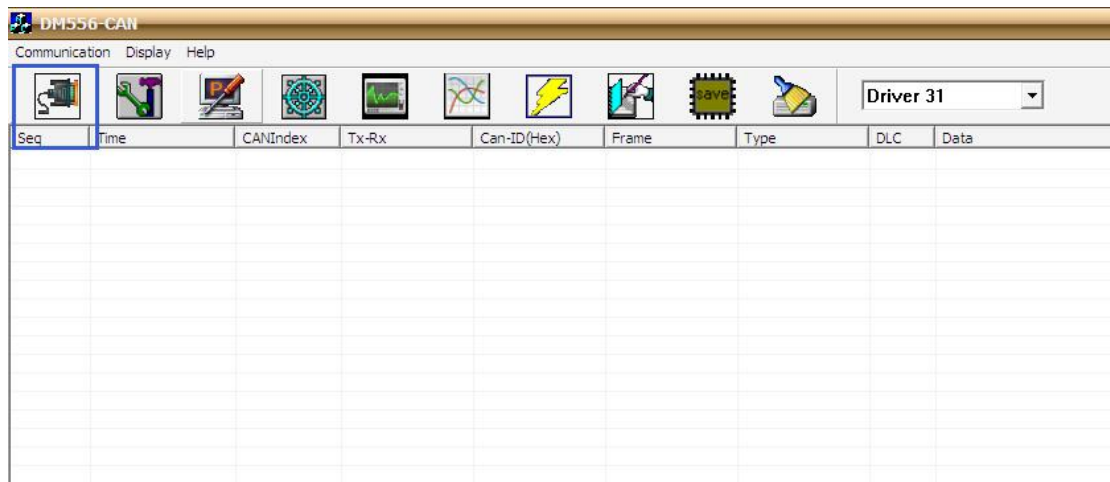 DM556-CAN
Communication Display Help
P save Driver 31
Seq Time CANIndex Tx-Rx Can-ID(Hex) Frame Type DLC Data